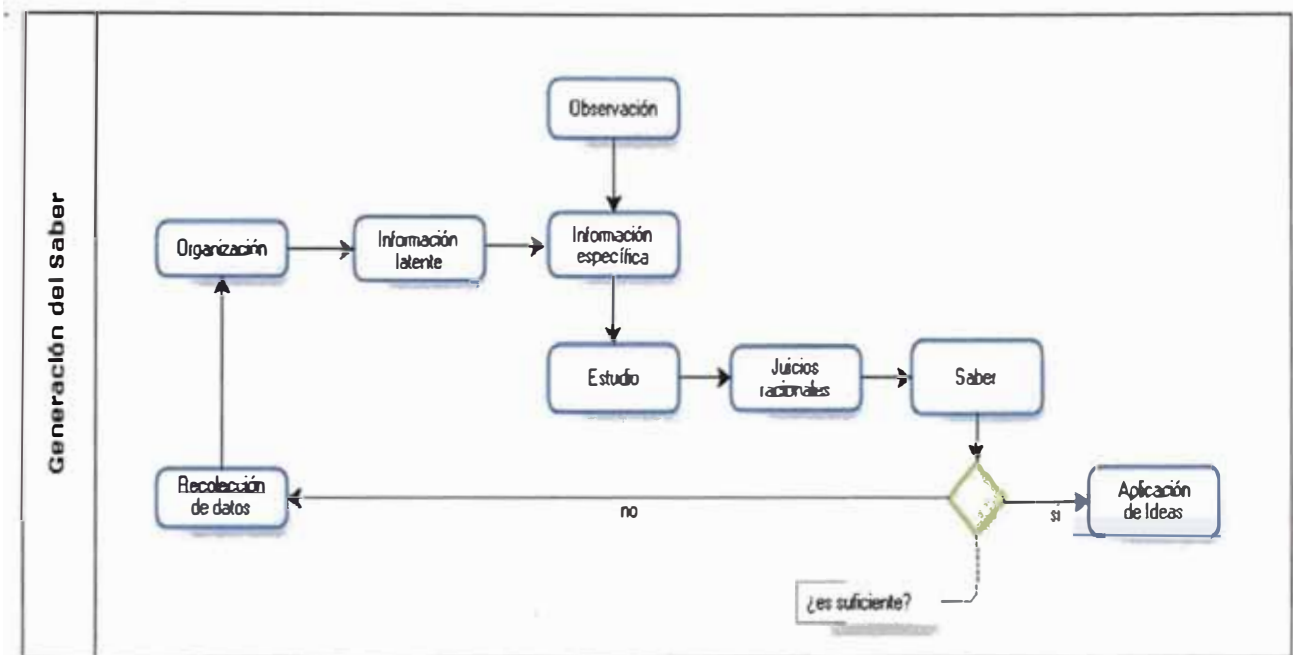 Generación del Saber
Observación
Organización
Información
latente
Información
específica
Estudio
Juicios
racionales
Saber
Recolección
de datos
no
si
Aplicación
de Ideas
¿es suficiente?